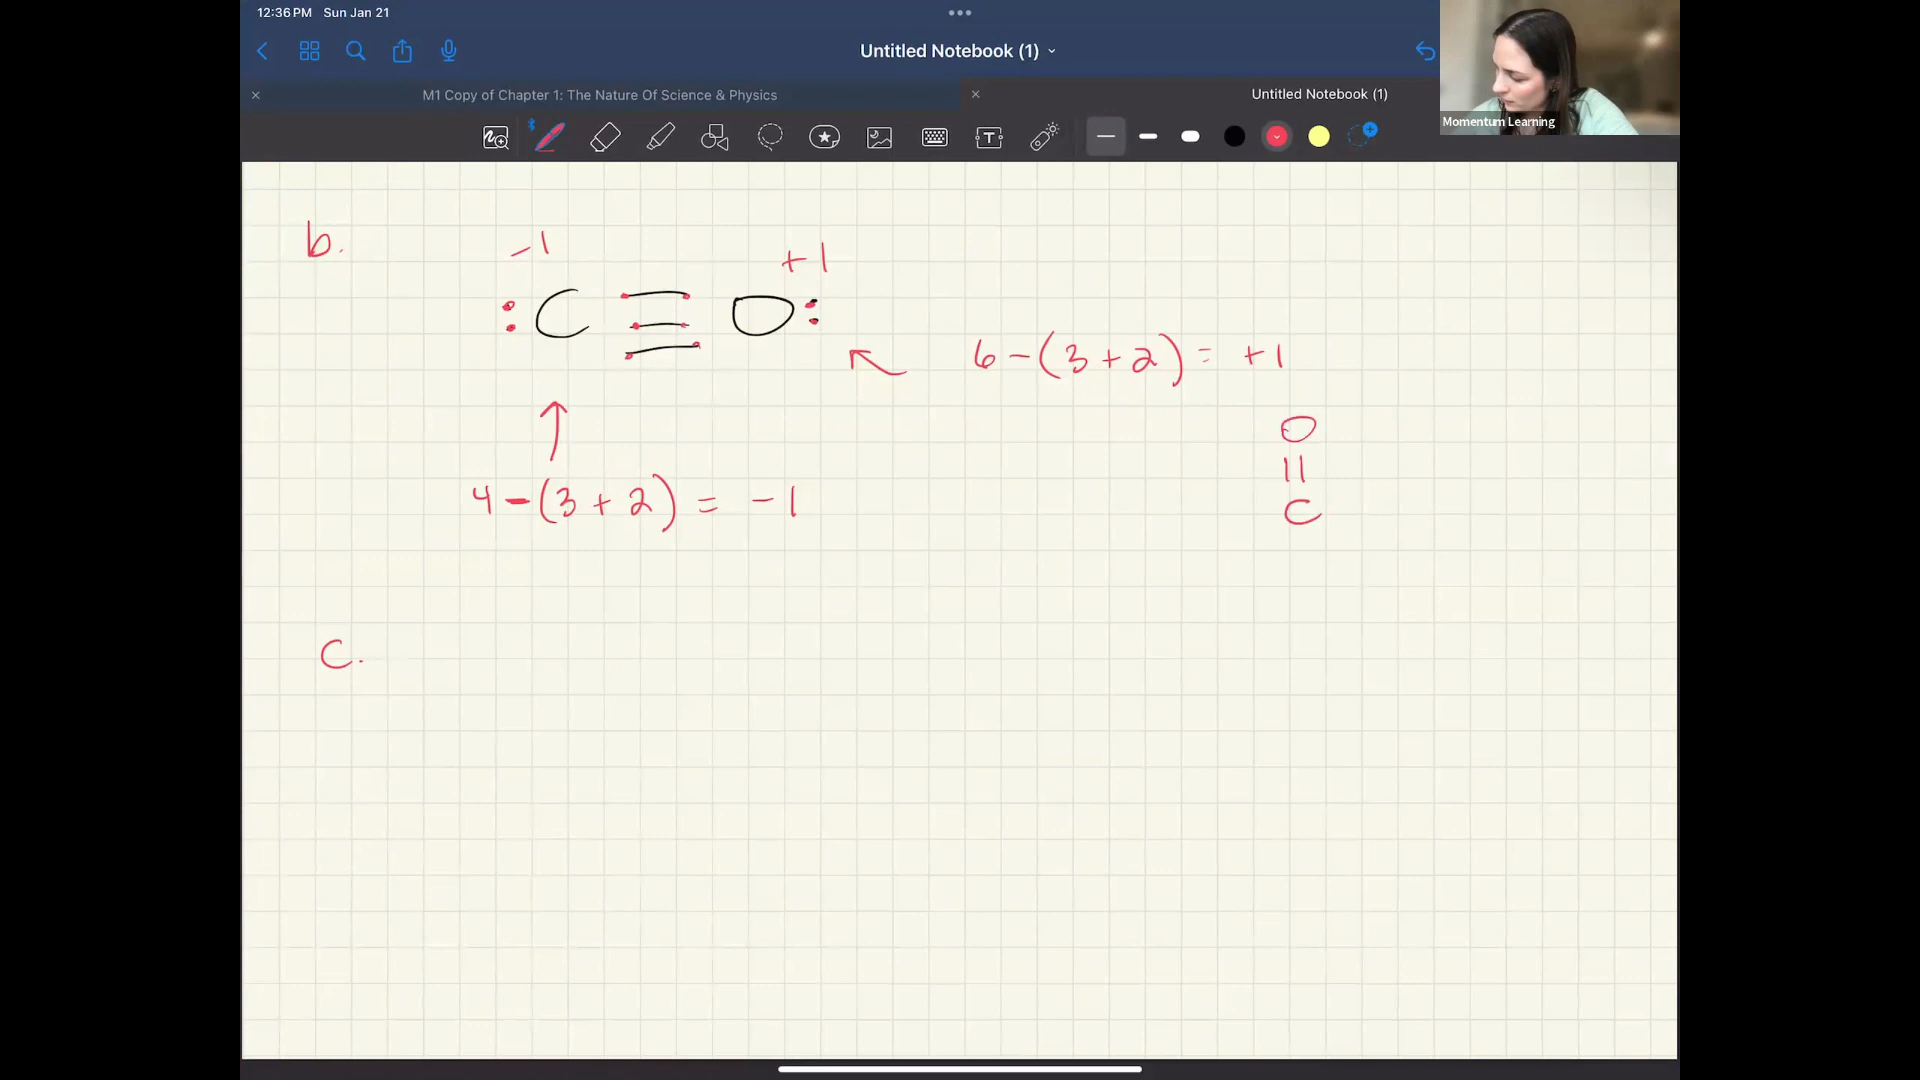 12:36 PM Sun Jan 21
Untitled Notebook (1)
M1 Copy of Chapter 1: The Nature Of Science & Physics
Untitled Notebook (1)
Momentum Learning
b.
-1
+1
:C≡O:
6-(3+2)= +1
O
||
C
4-(3+2) = -1
C.